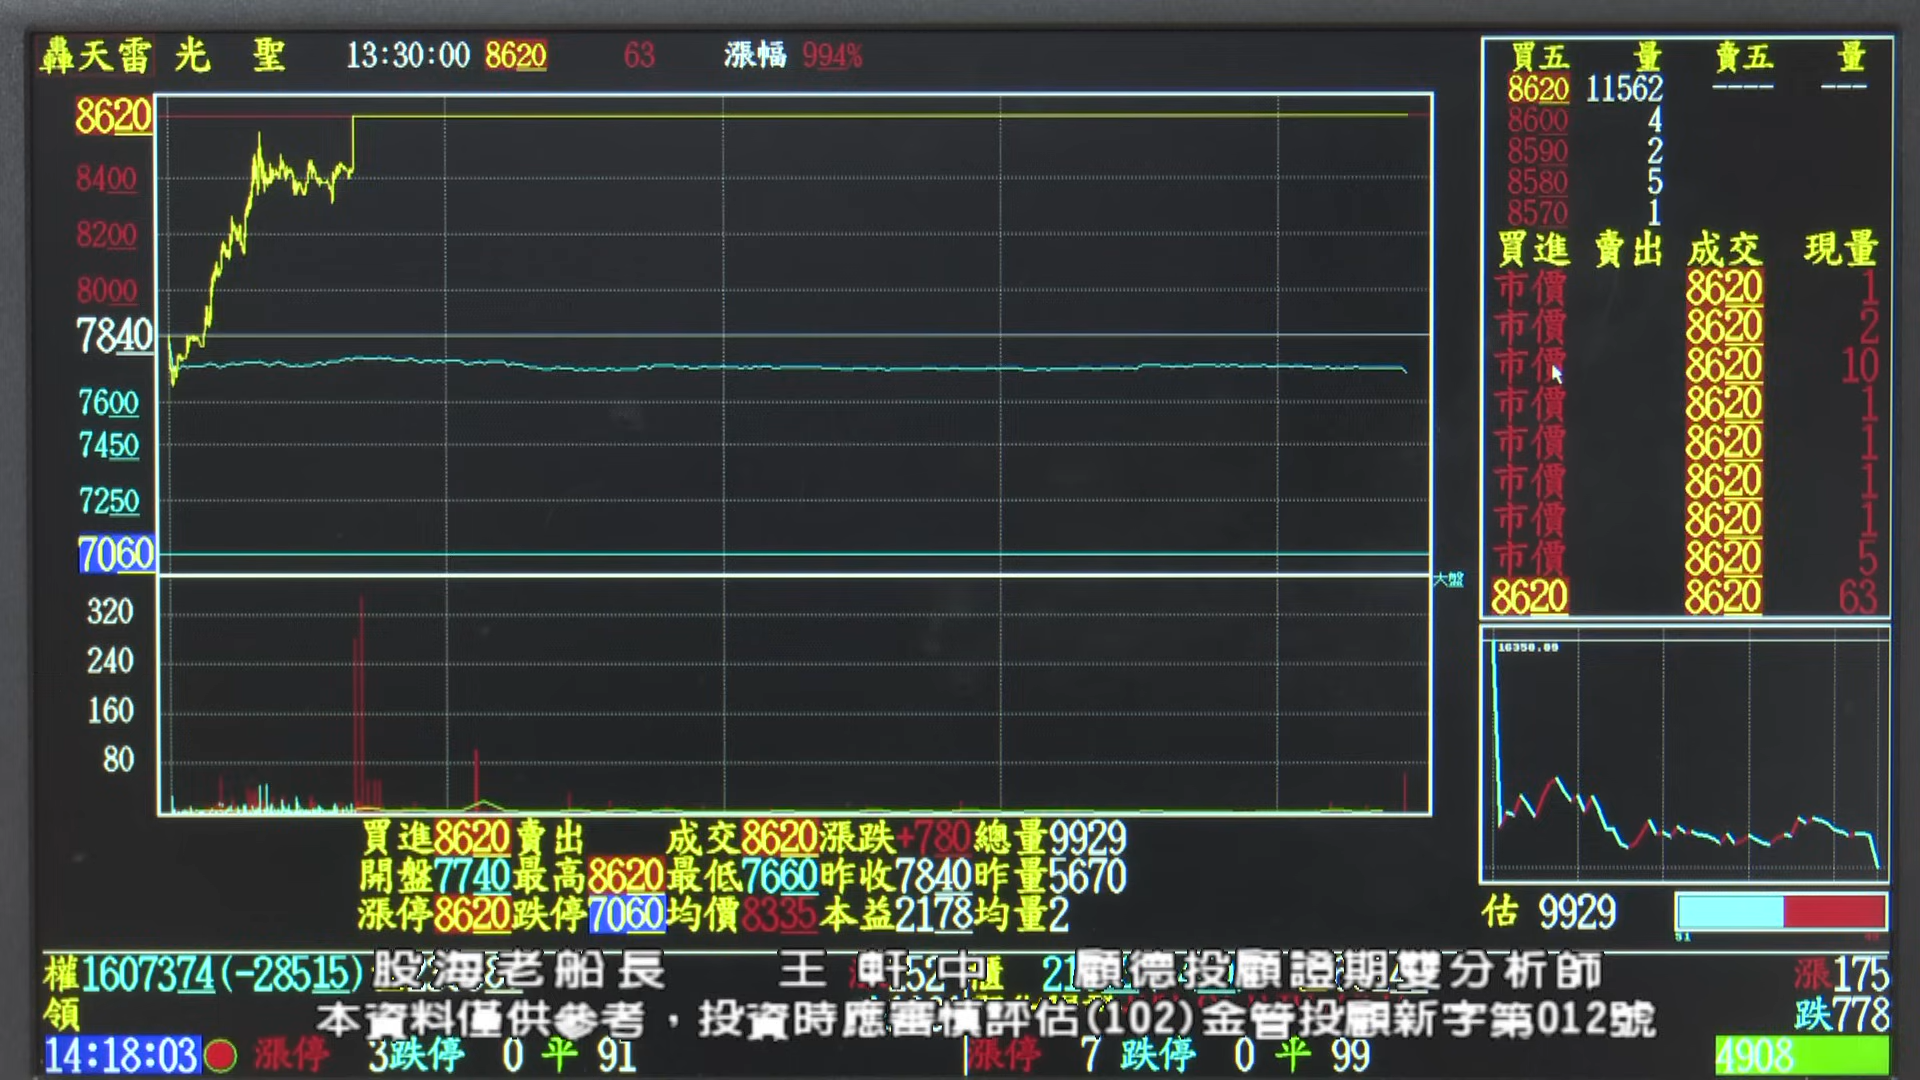 轟天雷 光 聖 13:30:00 8620 63 漲幅 994%
買五 量 賣五 量
8620 11562 ---- ---
8600 4
8590 2
8580 5
8570 1
買進 賣出 成交 現量
市價 8620 1
市價 8620 2
市價 8620 10
市價 8620 1
市價 8620 1
市價 8620 1
市價 8620 1
市價 8620 5
8620 8620 63
8620
8400
8200
8000
7840
7600
7450
7250
7060
大盤
320
240
160
80
16350.09
買進8620賣出 成交8620漲跌+780總量9929
開盤7740最高8620最低7660昨收7840昨量5670
漲停8620跌停7060均價8335本益2178均量2
估 9929
51
權1607374(-28515)
漲175
股海老船長 王軒中 顧德投顧證期雙分析師
領
跌778
本資料僅供參考，投資時應審慎評估(102)金管投顧新字第012號
14:18:03 漲停 3跌停 0 平 91 漲停 7 跌停 0 平 99 4908